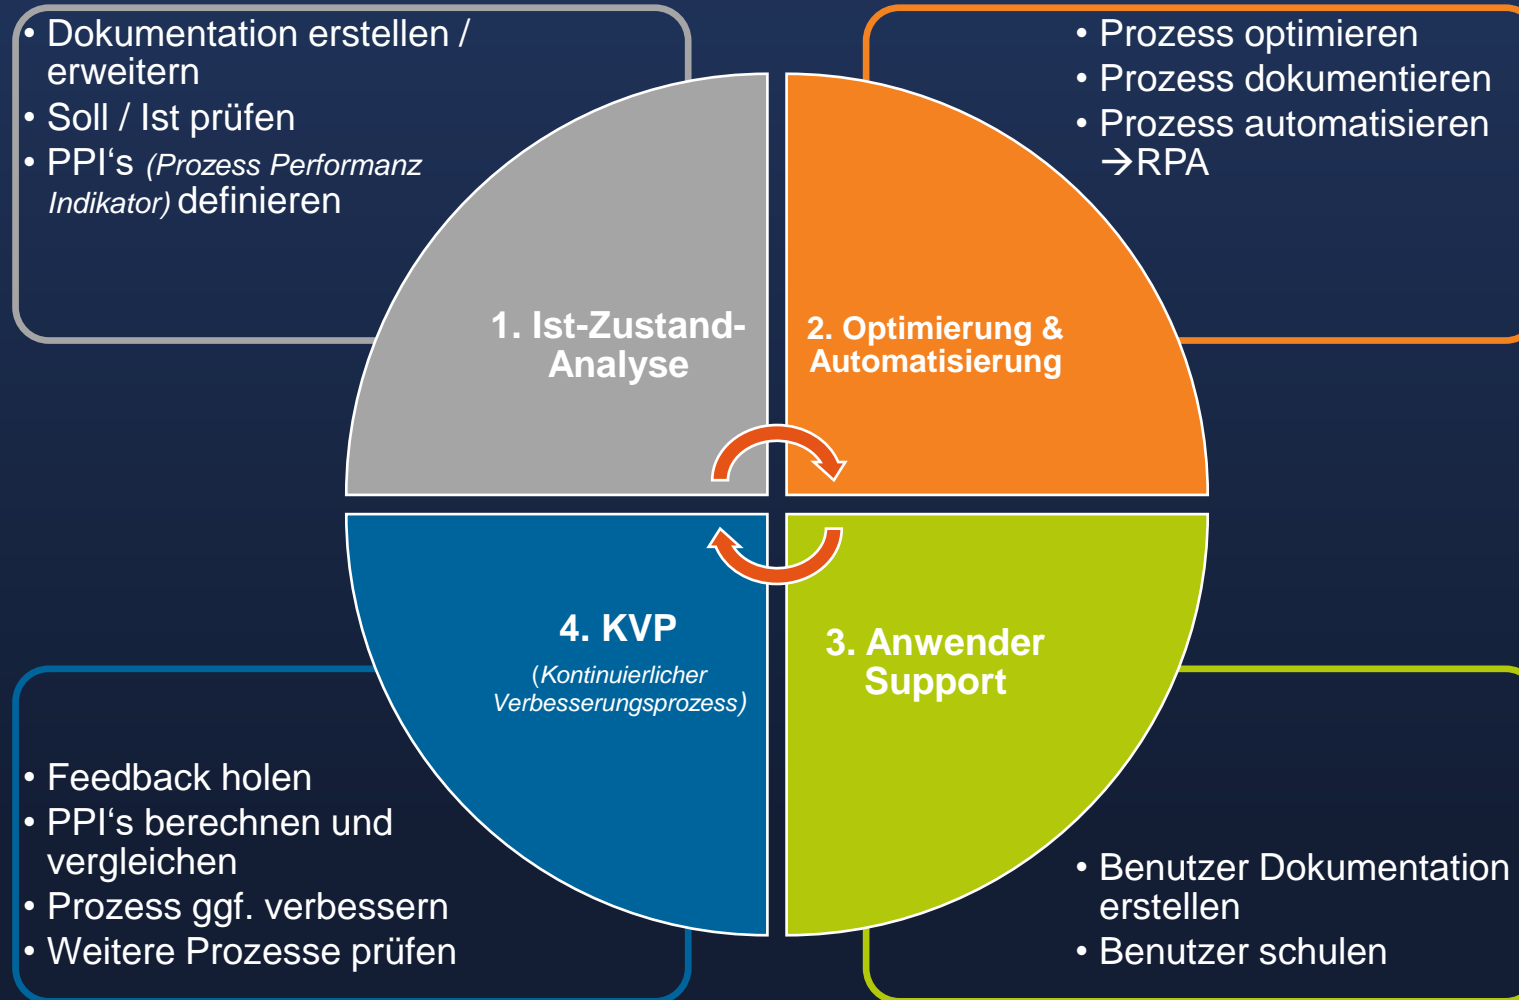 • Dokumentation erstellen /
erweitern
• Soll / Ist prüfen
• PPI‘s (Prozess Performanz
Indikator) definieren
• Prozess optimieren
• Prozess dokumentieren
• Prozess automatisieren
→RPA
1. Ist-Zustand-
Analyse
2. Optimierung &
Automatisierung
4. KVP
(Kontinuierlicher
Verbesserungsprozess)
3. Anwender
Support
• Feedback holen
• PPI‘s berechnen und
vergleichen
• Prozess ggf. verbessern
• Weitere Prozesse prüfen
• Benutzer Dokumentation
erstellen
• Benutzer schulen